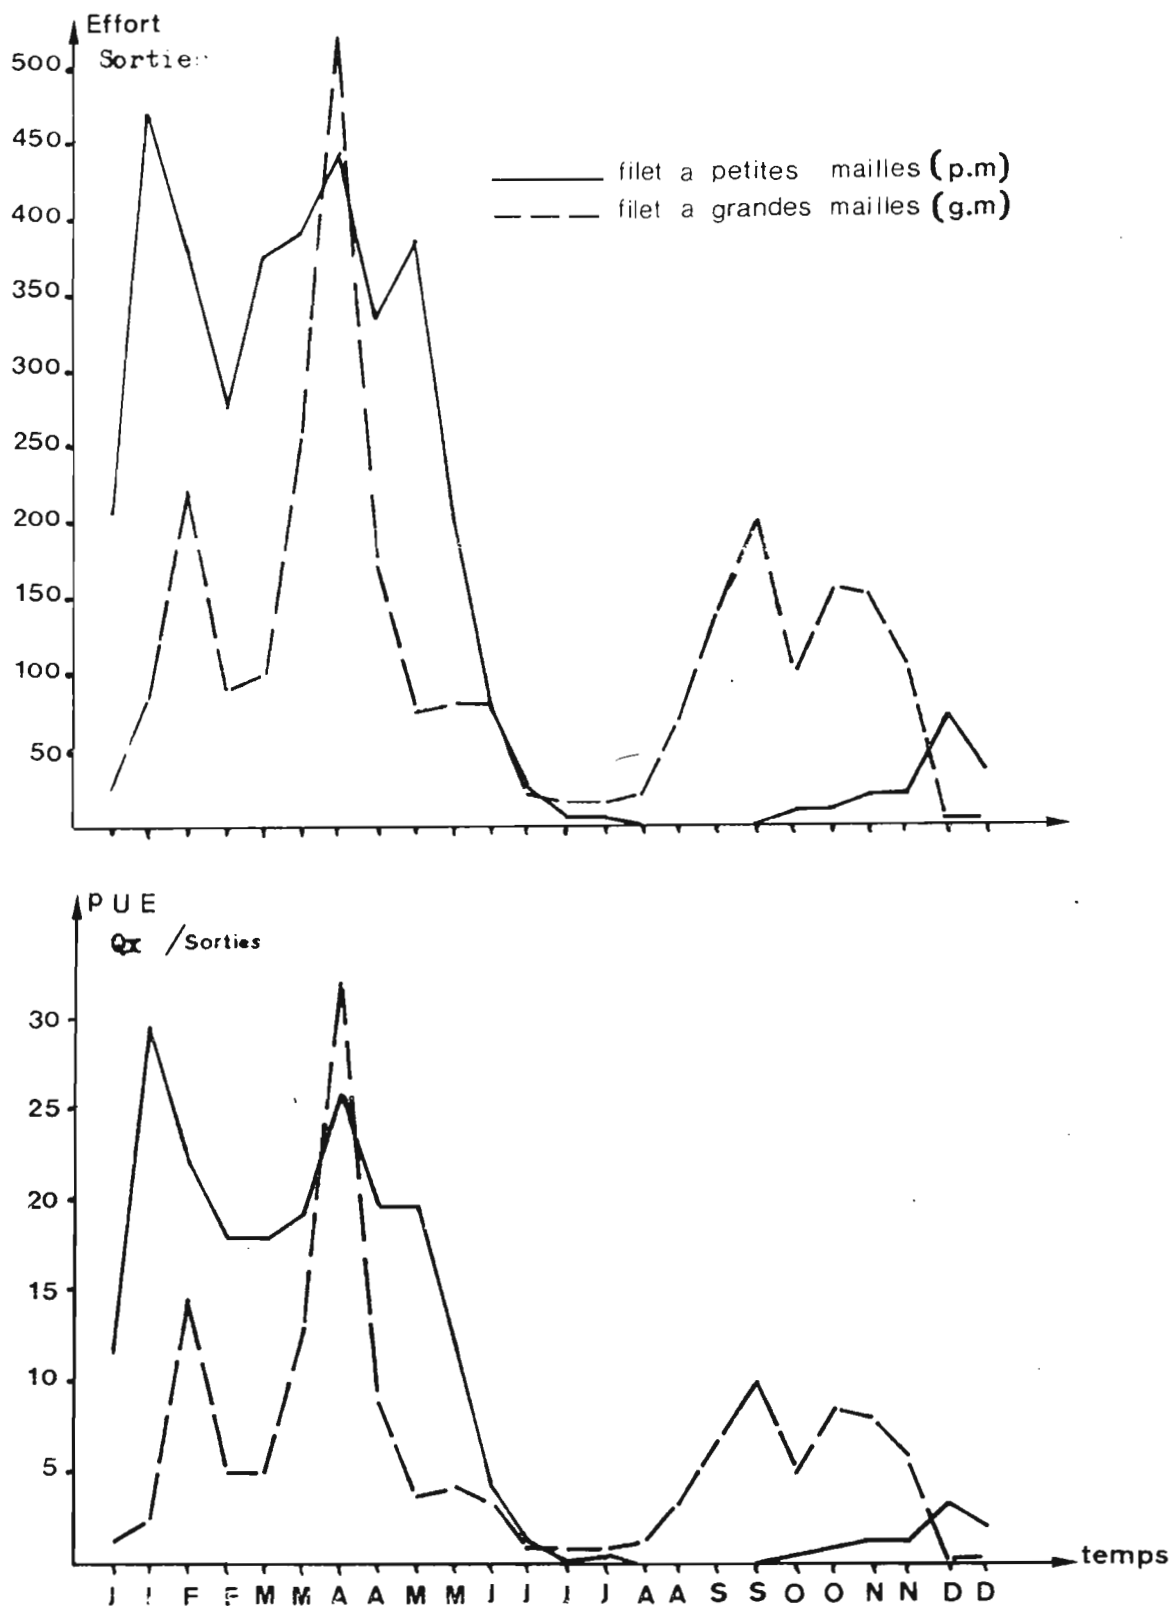 Effort
Sorties
500
450
400
350
300
250
200
150
100
50
filet a petites mailles (p.m)
filet a grandes mailles (g.m)
PUE
Qx /Sorties
30
25
20
15
10
5
temps
J J F F M M A A M M J J J J A A S S O O N N D D